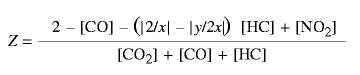 Z = 2 – [CO] – (|2/x| – |y/2x|) [HC] + [NO₂]
[CO₂] + [CO] + [HC]